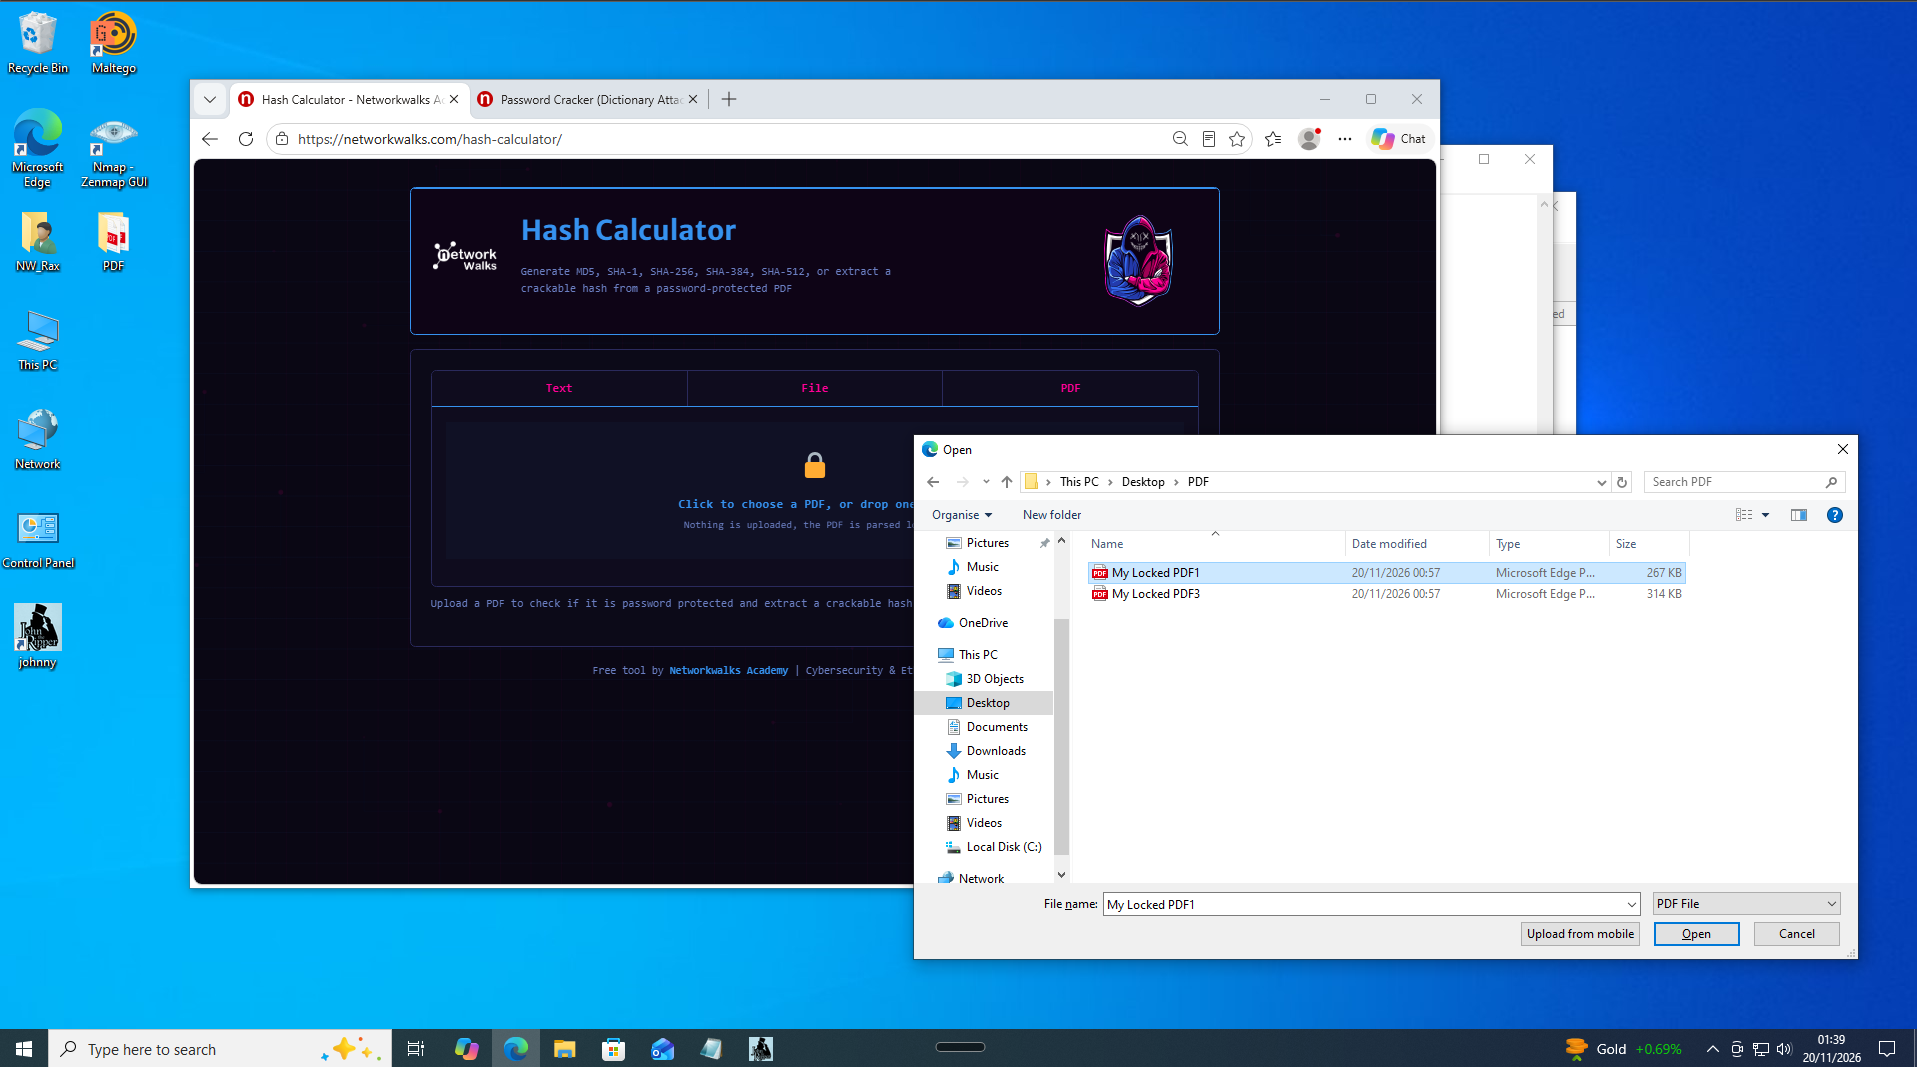 Recycle Bin
Maltego
Microsoft Edge
Nmap - Zenmap GUI
NW_Rax
PDF
This PC
Network
Control Panel
johnny
Hash Calculator - Networkwalks Ac
Password Cracker (Dictionary Attac
https://networkwalks.com/hash-calculator/
Chat
network Walks
Hash Calculator
Generate MD5, SHA-1, SHA-256, SHA-384, SHA-512, or extract a
crackable hash from a password-protected PDF
Text File PDF
Click to choose a PDF, or drop one
Nothing is uploaded, the PDF is parsed
Upload a PDF to check if it is password protected and extract a crackable hash
Free tool by Networkwalks Academy | Cybersecurity & Et
ed
Open
This PC > Desktop > PDF
Search PDF
Organise
New folder
Pictures
Music
Videos
OneDrive
This PC
3D Objects
Desktop
Documents
Downloads
Music
Pictures
Videos
Local Disk (C:)
Network
Name Date modified Type Size
My Locked PDF1 20/11/2026 00:57 Microsoft Edge P... 267 KB
My Locked PDF3 20/11/2026 00:57 Microsoft Edge P... 314 KB
File name: My Locked PDF1
PDF File
Upload from mobile
Open
Cancel
Type here to search
Gold +0.69%
01:39
20/11/2026